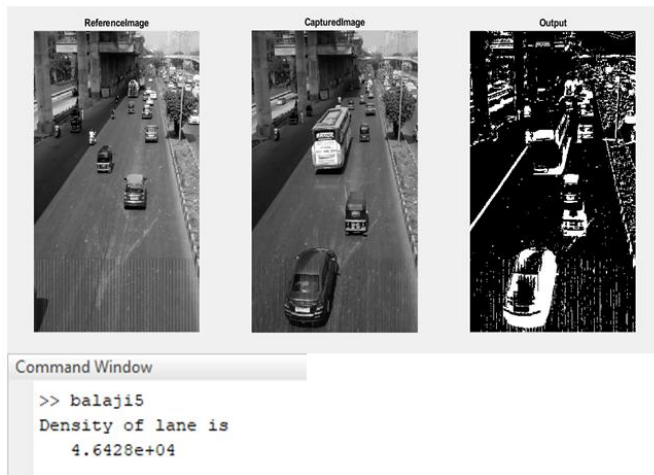 ReferenceImage CapturedImage Output
Command Window
>> balaji5
Density of lane is
4.6428e+04